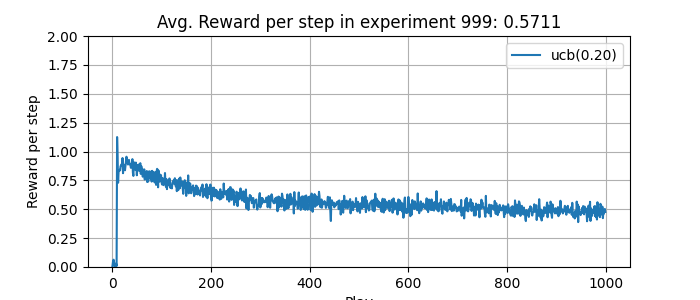 Avg. Reward per step in experiment 999: 0.5711
ucb(0.20)
Reward per step
2.00
1.75
1.50
1.25
1.00
0.75
0.50
0.25
0.00
0 200 400 600 800 1000
Play